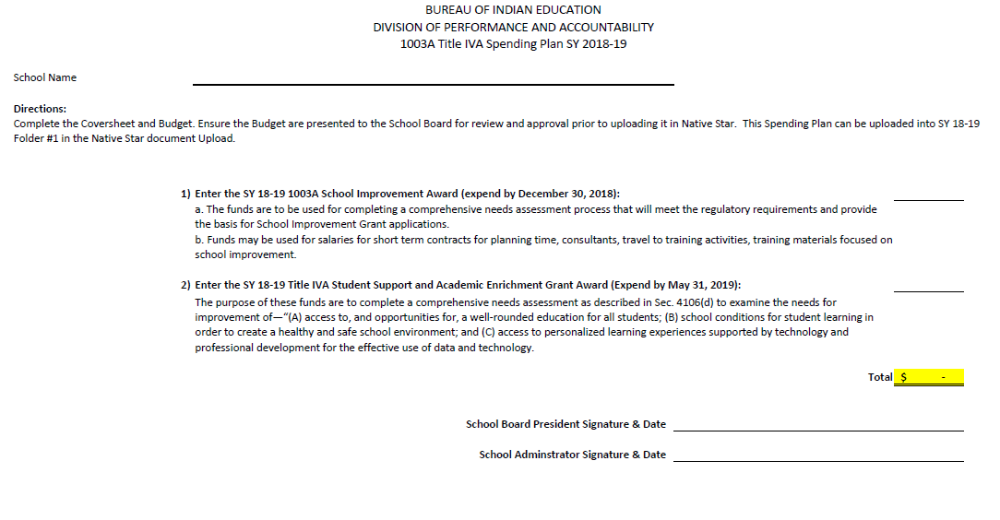 BUREAU OF INDIAN EDUCATION
DIVISION OF PERFORMANCE AND ACCOUNTABILITY
1003A Title IVA Spending Plan SY 2018-19
School Name
Directions:
Complete the Coversheet and Budget. Ensure the Budget are presented to the School Board for review and approval prior to uploading it in Native Star.  This Spending Plan can be uploaded into SY 18-19
Folder #1 in the Native Star document Upload.
1) Enter the SY 18-19 1003A School Improvement Award (expend by December 30, 2018):
a. The funds are to be used for completing a comprehensive needs assessment process that will meet the regulatory requirements and provide
the basis for School Improvement Grant applications.
b. Funds may be used for salaries for short term contracts for planning time, consultants, travel to training activities, training materials focused on
school improvement.
2) Enter the SY 18-19 Title IVA Student Support and Academic Enrichment Grant Award (Expend by May 31, 2019):
The purpose of these funds are to complete a comprehensive needs assessment as described in Sec. 4106(d) to examine the needs for
improvement of—“(A) access to, and opportunities for, a well-rounded education for all students; (B) school conditions for student learning in
order to create a healthy and safe school environment; and (C) access to personalized learning experiences supported by technology and
professional development for the effective use of data and technology.
Total $ -
School Board President Signature & Date
School Adminstrator Signature & Date